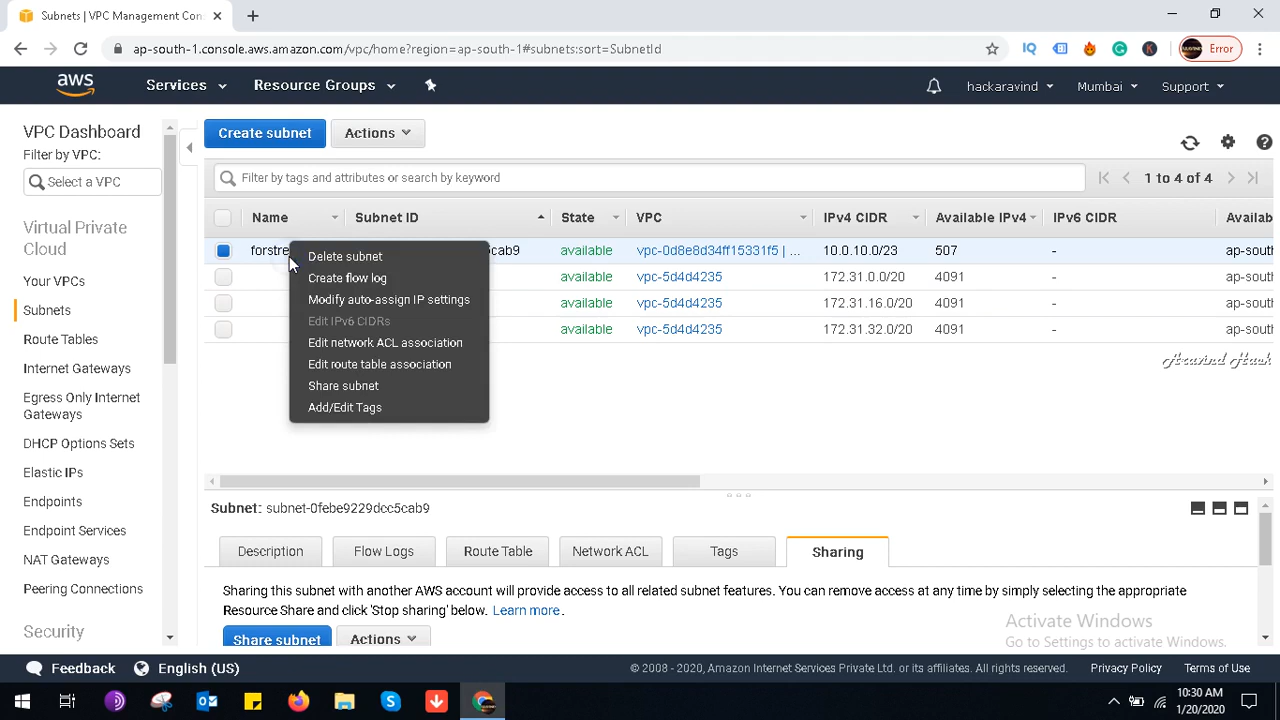 Subnets | VPC Management Con
ap-south-1.console.aws.amazon.com/vpc/home?region=ap-south-1#subnets:sort=SubnetId
IQ
K
Error
aws
Services
Resource Groups
hackaravind
Mumbai
Support
VPC Dashboard
Filter by VPC:
Select a VPC
Virtual Private
Cloud
Your VPCs
Subnets
Route Tables
Internet Gateways
Egress Only Internet
Gateways
DHCP Options Sets
Elastic IPs
Endpoints
Endpoint Services
NAT Gateways
Peering Connections
Security
Create subnet
Actions
Filter by tags and attributes or search by keyword
1 to 4 of 4
Name Subnet ID State VPC IPv4 CIDR Available IPv4 IPv6 CIDR Availab
forstre 5cab9 available vpc-0d8e8d34ff15331f5 | ... 10.0.10.0/23 507 - ap-sout
available vpc-5d4d4235 172.31.0.0/20 4091 - ap-south
available vpc-5d4d4235 172.31.16.0/20 4091 - ap-south
available vpc-5d4d4235 172.31.32.0/20 4091 - ap-south
Delete subnet
Create flow log
Modify auto-assign IP settings
Edit IPv6 CIDRs
Edit network ACL association
Edit route table association
Share subnet
Add/Edit Tags
Aravind Hack
Subnet: subnet-0febe9229dcc5cab9
Description
Flow Logs
Route Table
Network ACL
Tags
Sharing
Sharing this subnet with another AWS account will provide access to all related subnet features. You can remove access at any time by simply selecting the appropriate
Resource Share and click 'Stop sharing' below. Learn more.
Share subnet
Actions
Activate Windows
Go to Settings to activate Windows.
Feedback
English (US)
© 2008 - 2020, Amazon Internet Services Private Ltd. or its affiliates. All rights reserved.
Privacy Policy
Terms of Use
10:30 AM
1/20/2020